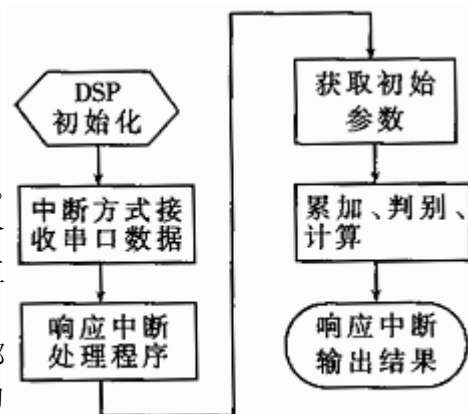 DSP
初始化
中断方式接
收串口数据
响应中断
处理程序
获取初始
参数
累加、判别、
计算
响应中断
输出结果